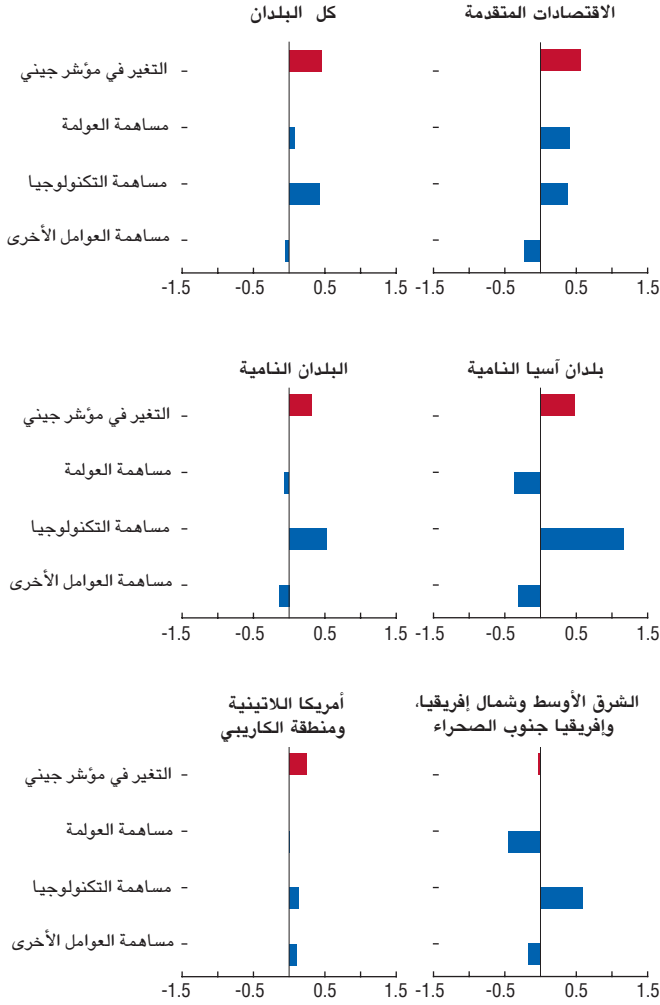 الاقتصادات المتقدمة
كل البلدان
التغير في مؤشر جيني
مساهمة العولمة
مساهمة التكنولوجيا
مساهمة العوامل الأخرى
-1.5 -0.5 0.5 1.5
-1.5 -0.5 0.5 1.5
بلدان آسيا النامية
البلدان النامية
التغير في مؤشر جيني
مساهمة العولمة
مساهمة التكنولوجيا
مساهمة العوامل الأخرى
-1.5 -0.5 0.5 1.5
-1.5 -0.5 0.5 1.5
الشرق الأوسط وشمال إفريقيا،
وإفريقيا جنوب الصحراء
أمريكا اللاتينية
ومنطقة الكاريبي
التغير في مؤشر جيني
مساهمة العولمة
مساهمة التكنولوجيا
مساهمة العوامل الأخرى
-1.5 -0.5 0.5 1.5
-1.5 -0.5 0.5 1.5